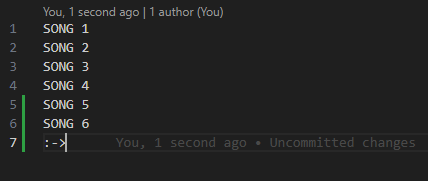 You, 1 second ago | 1 author (You)
1 SONG 1
2 SONG 2
3 SONG 3
4 SONG 4
5 SONG 5
6 SONG 6
7 :-> You, 1 second ago • Uncommitted changes